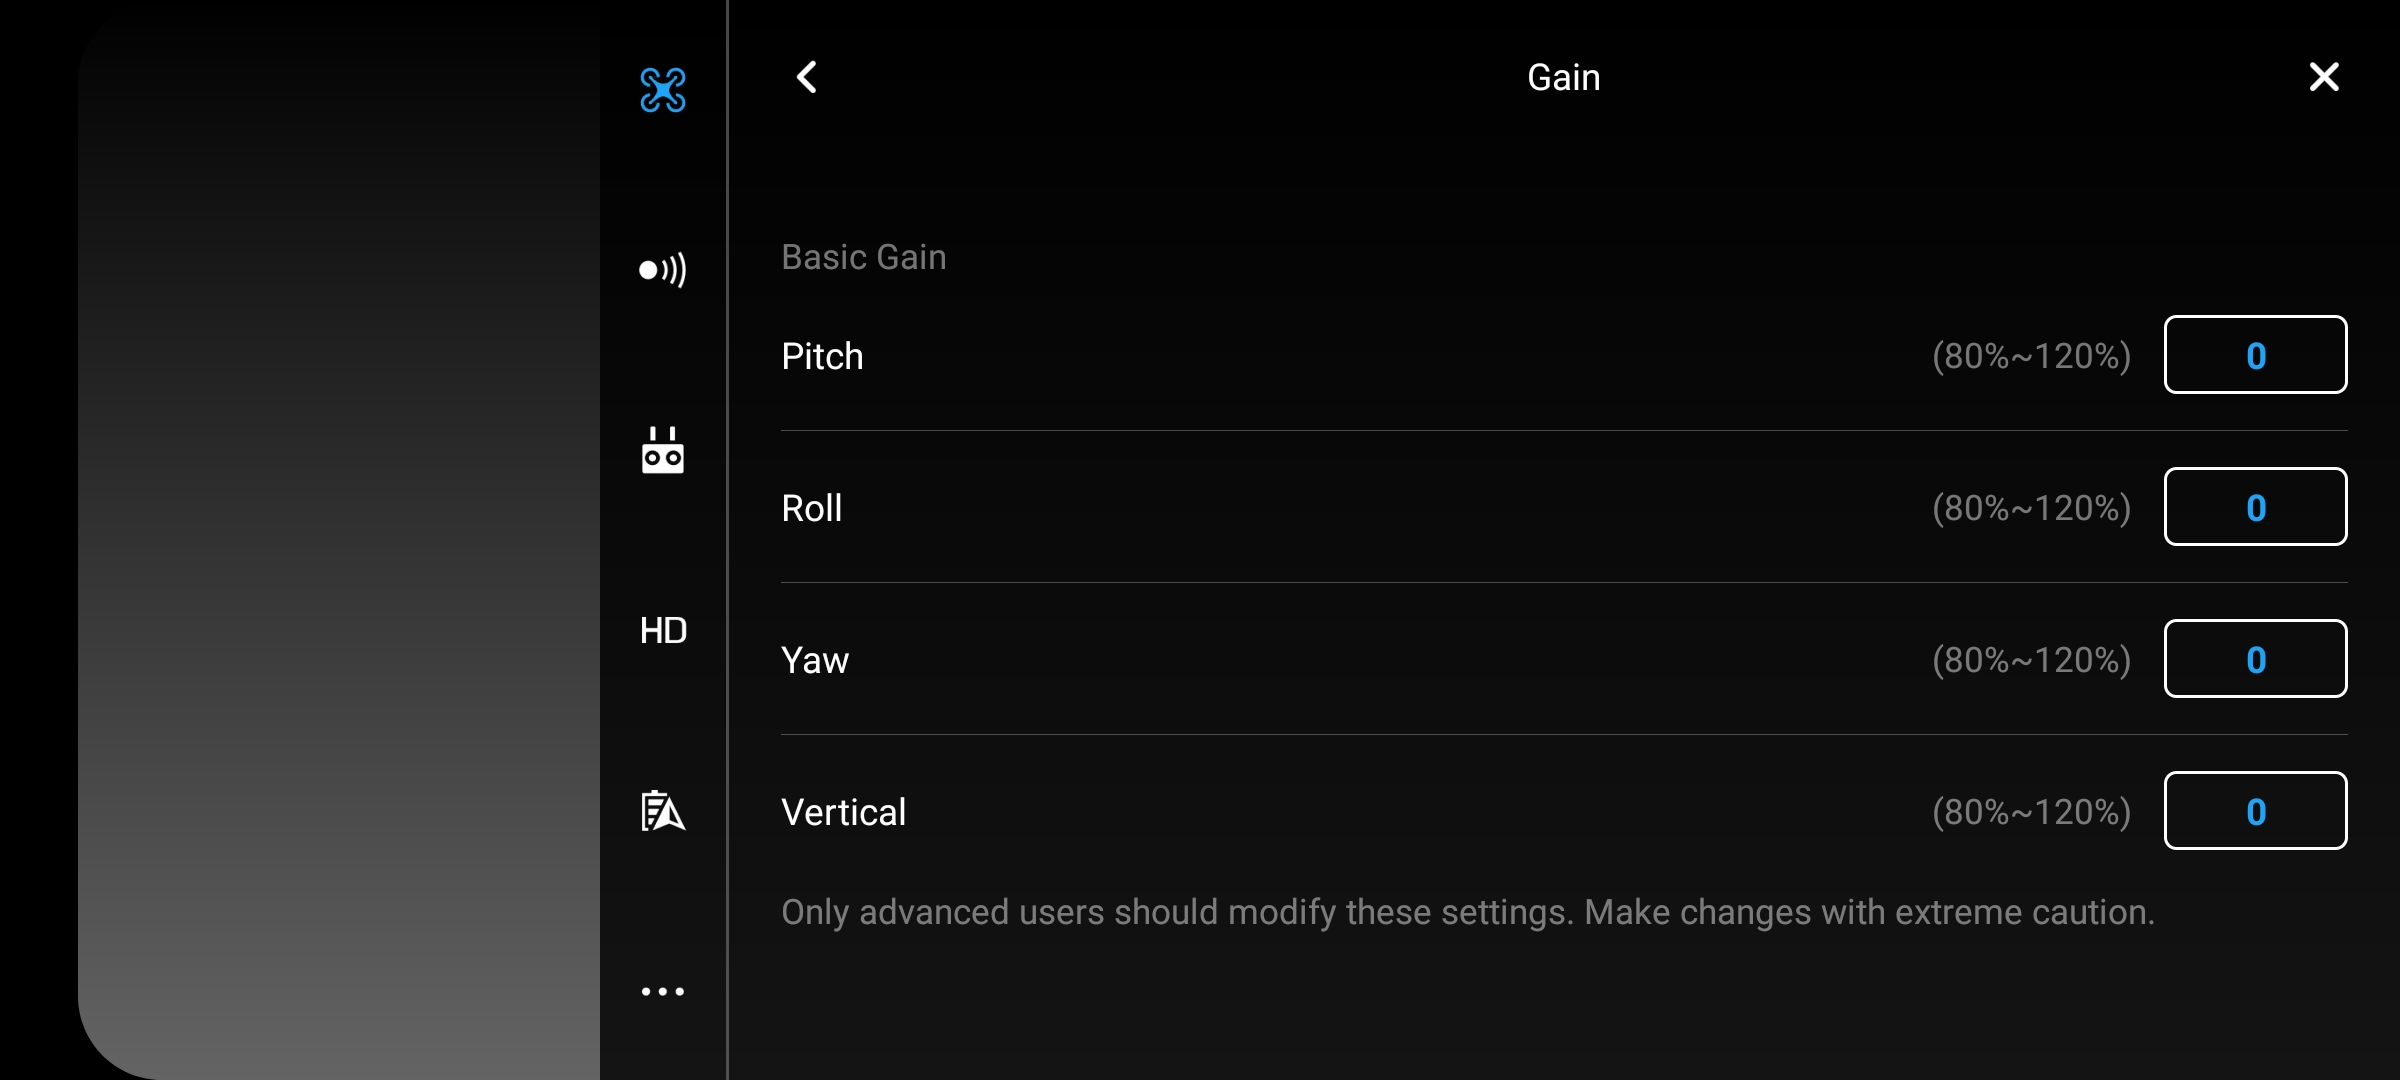 Gain
Basic Gain
Pitch (80%~120%) 0
Roll (80%~120%) 0
HD
Yaw (80%~120%) 0
Vertical (80%~120%) 0
Only advanced users should modify these settings. Make changes with extreme caution.